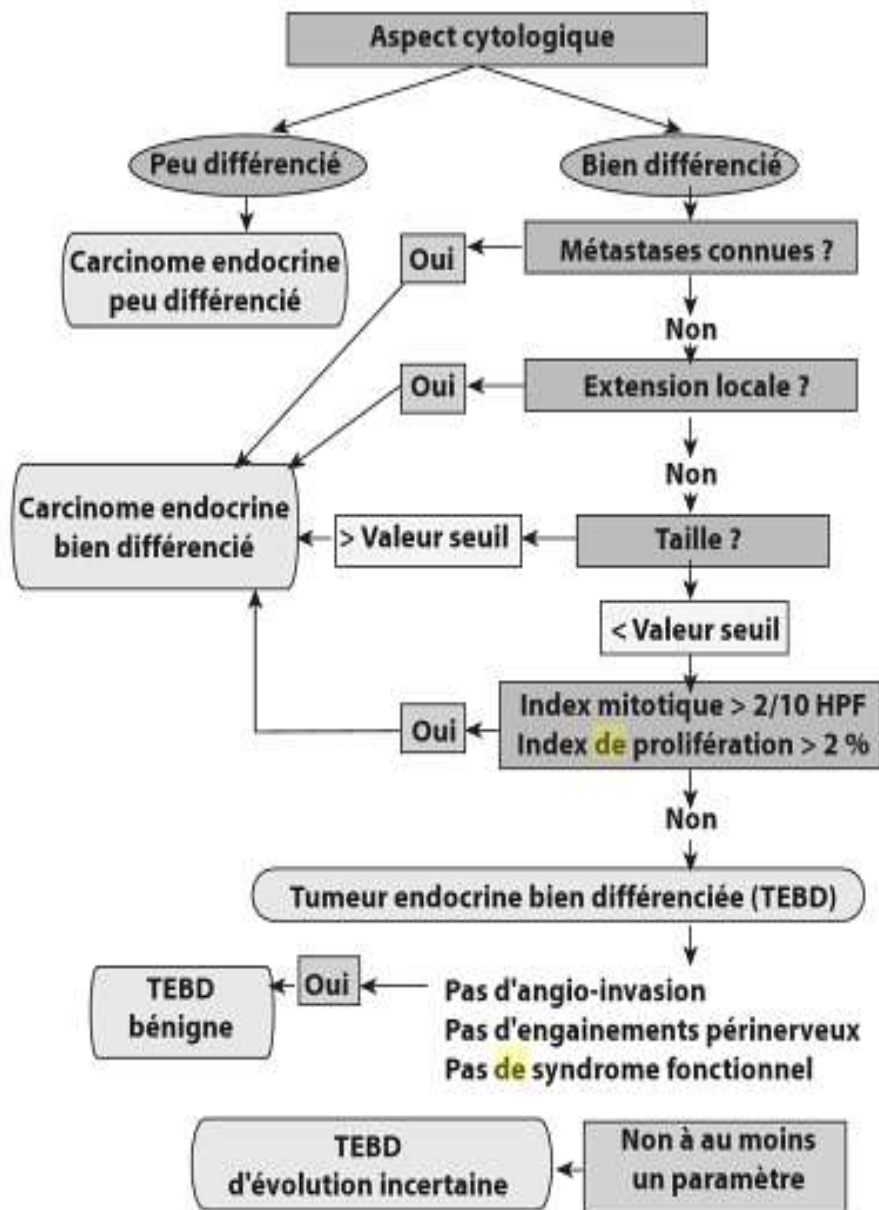 Aspect cytologique
Peu différencié
Bien différencié
Carcinome endocrine
peu différencié
Oui
Métastases connues ?
Non
Oui
Extension locale ?
Non
Carcinome endocrine
bien différencié
> Valeur seuil
Taille ?
< Valeur seuil
Oui
Index mitotique > 2/10 HPF
Index de prolifération > 2 %
Non
Tumeur endocrine bien différenciée (TEBD)
TEBD
bénigne
Oui
Pas d'angio-invasion
Pas d'engainements périnerveux
Pas de syndrome fonctionnel
TEBD
d'évolution incertaine
Non à au moins
un paramètre